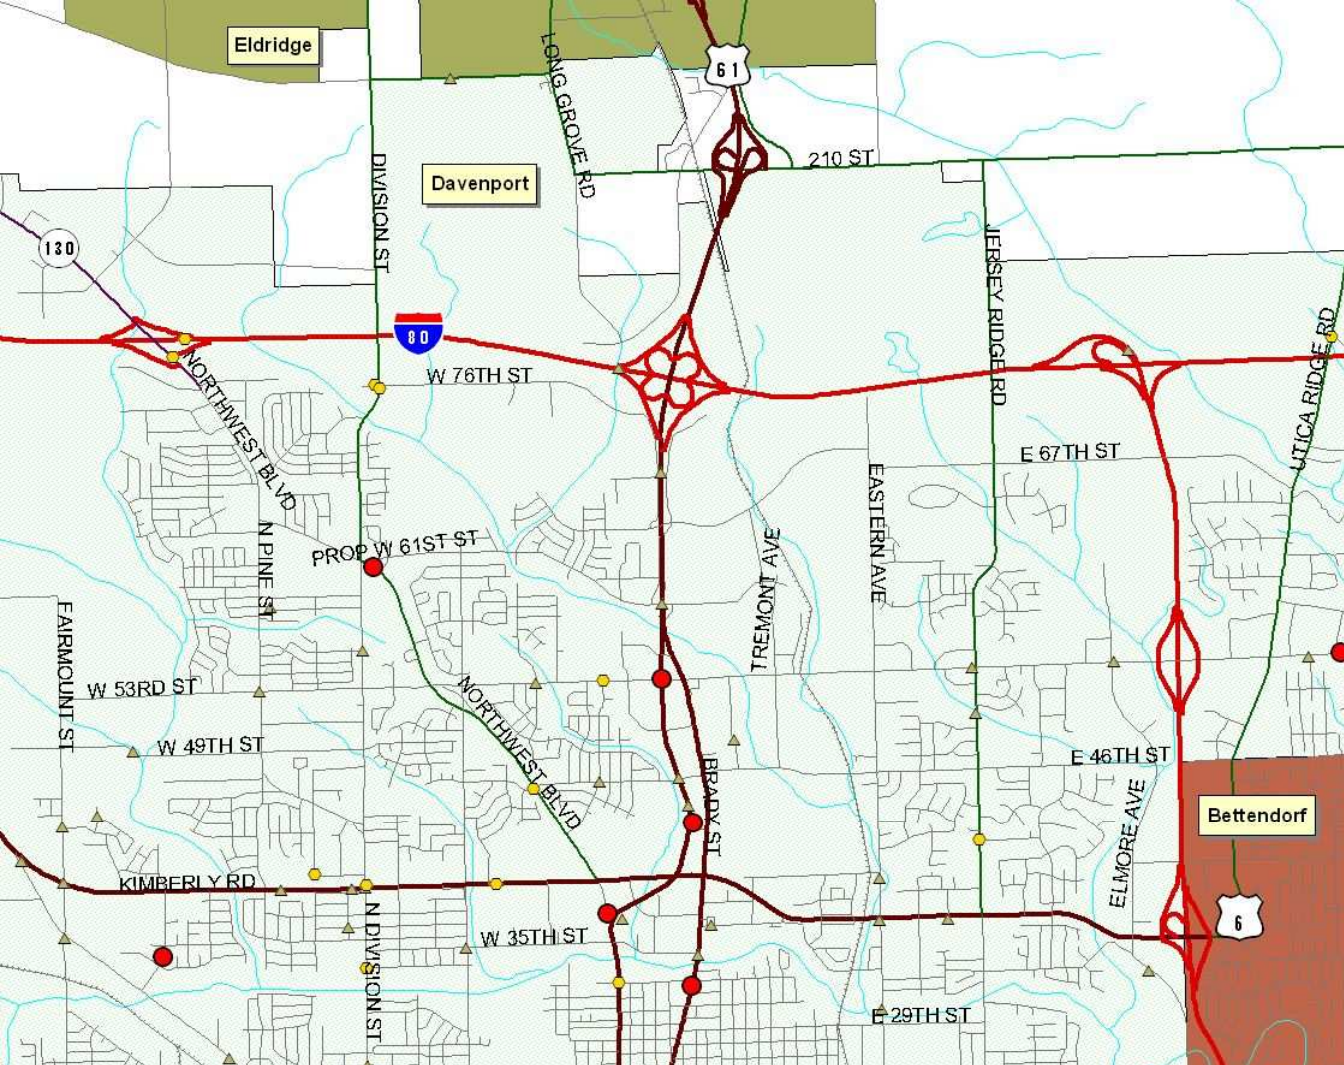 Eldridge
LONG GROVE RD
61
210 ST
DIVISION ST
Davenport
130
JERSEY RIDGE RD
80
UTICA RIDGE RD
W 76TH ST
NORTHWEST BLVD
E 67TH ST
EASTERN AVE
N PINE ST
PROP W 61ST ST
TREMONT AVE
FAIRMOUNT ST
W 53RD ST
NORTHWEST BLVD
W 49TH ST
E 46TH ST
BRADY ST
ELMORE AVE
Bettendorf
KIMBERLY RD
6
N DIVISION ST
W 35TH ST
E 29TH ST